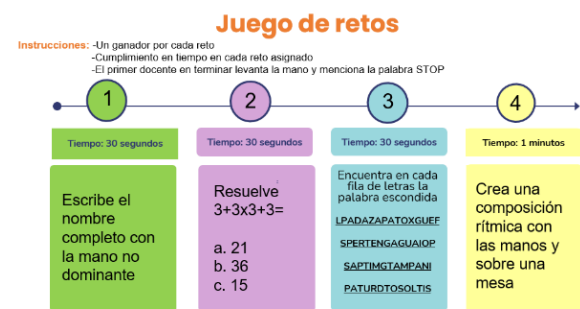 Juego de retos
Instrucciones: -Un ganador por cada reto
-Cumplimiento en tiempo en cada reto asignado
-El primer docente en terminar levanta la mano y menciona la palabra STOP
1
2
3
4
Tiempo: 30 segundos
Tiempo: 30 segundos
Tiempo: 30 segundos
Tiempo: 1 minutos
Escribe el
nombre
completo con
la mano no
dominante
Resuelve
3+3x3+3=
a. 21
b. 36
c. 15
Encuentra en cada
fila de letras la
palabra escondida
LPADAZAPATOXGUEF
SPERTENGAGUAIOP
SAPTIMGTAMPANI
PATURDTOSOLTIS
Crea una
composición
rítmica con
las manos y
sobre una
mesa